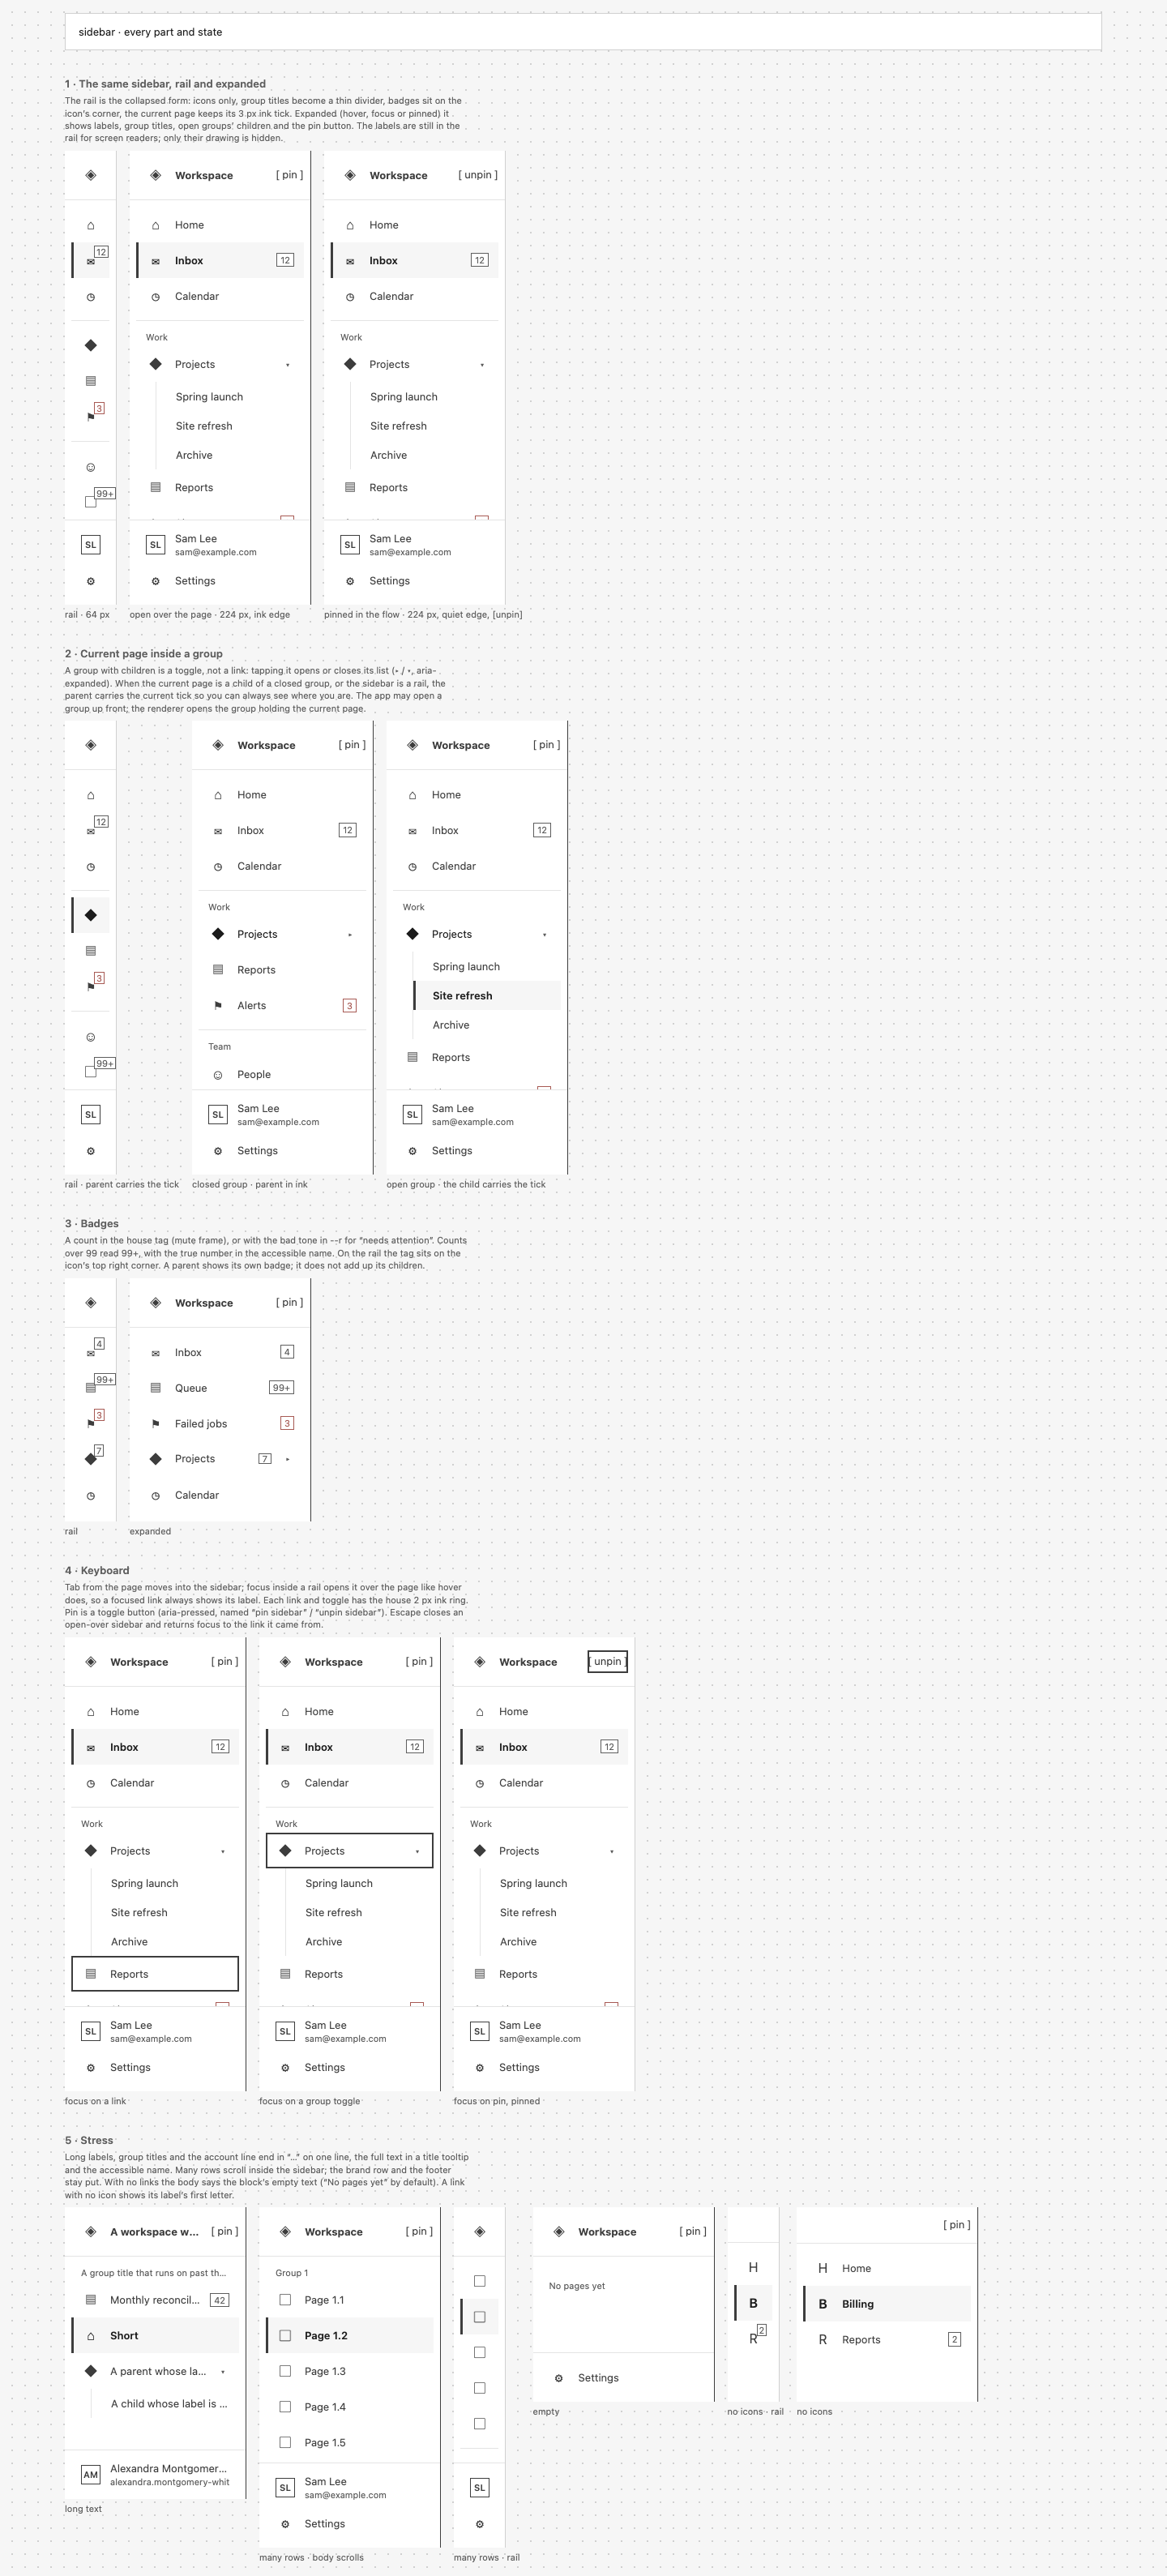 sidebar · every part and state
1 · The same sidebar, rail and expanded
The rail is the collapsed form: icons only, group titles become a thin divider, badges sit on the
icon's corner, the current page keeps its 3 px ink tick. Expanded (hover, focus or pinned) it
shows labels, group titles, open groups' children and the pin button. The labels are still in the
rail for screen readers; only their drawing is hidden.
Workspace [ pin ]
Workspace [ unpin ]
Home
Home
12
Inbox 12
Inbox 12
Calendar
Calendar
Work
Work
Projects
Projects
Spring launch
Spring launch
3
Site refresh
Site refresh
Archive
Archive
99+
Reports
Reports
SL
SL Sam Lee
sam@example.com
SL Sam Lee
sam@example.com
Settings
Settings
rail · 64 px
open over the page · 224 px, ink edge
pinned in the flow · 224 px, quiet edge, [unpin]
2 · Current page inside a group
A group with children is a toggle, not a link: tapping it opens or closes its list (▸ / ▾, aria-
expanded). When the current page is a child of a closed group, or the sidebar is a rail, the
parent carries the current tick so you can always see where you are. The app may open a
group up front; the renderer opens the group holding the current page.
Workspace [ pin ]
Workspace [ pin ]
Home
Home
12
Inbox 12
Inbox 12
Calendar
Calendar
Work
Work
Projects
Projects
Reports
Spring launch
3
Alerts 3
Site refresh
Archive
Team
99+
People
Reports
SL
SL Sam Lee
sam@example.com
SL Sam Lee
sam@example.com
Settings
Settings
rail · parent carries the tick
closed group · parent in ink
open group · the child carries the tick
3 · Badges
A count in the house tag (mute frame), or with the bad tone in --r for "needs attention". Counts
over 99 read 99+, with the true number in the accessible name. On the rail the tag sits on the
icon's top right corner. A parent shows its own badge; it does not add up its children.
Workspace [ pin ]
4
Inbox 4
99+
Queue 99+
3
Failed jobs 3
7
Projects 7
Calendar
rail
expanded
4 · Keyboard
Tab from the page moves into the sidebar; focus inside a rail opens it over the page like hover
does, so a focused link always shows its label. Each link and toggle has the house 2 px ink ring.
Pin is a toggle button (aria-pressed, named "pin sidebar" / "unpin sidebar"). Escape closes an
open-over sidebar and returns focus to the link it came from.
Workspace [ pin ]
Workspace [ pin ]
Workspace [ unpin ]
Home
Home
Home
Inbox 12
Inbox 12
Inbox 12
Calendar
Calendar
Calendar
Work
Work
Work
Projects
Projects
Projects
Spring launch
Spring launch
Spring launch
Site refresh
Site refresh
Site refresh
Archive
Archive
Archive
Reports
Reports
Reports
SL Sam Lee
sam@example.com
SL Sam Lee
sam@example.com
SL Sam Lee
sam@example.com
Settings
Settings
Settings
focus on a link
focus on a group toggle
focus on pin, pinned
5 · Stress
Long labels, group titles and the account line end in "…" on one line, the full text in a title tooltip
and the accessible name. Many rows scroll inside the sidebar; the brand row and the footer
stay put. With no links the body says the block's empty text ("No pages yet" by default). A link
with no icon shows its label's first letter.
A workspace w… [ pin ]
Workspace [ pin ]
Workspace [ pin ]
[ pin ]
A group title that runs on past th…
Group 1
No pages yet
H
H Home
Monthly reconcil… 42
Page 1.1
B
B Billing
Short
Page 1.2
R 2
R Reports 2
A parent whose la…
Page 1.3
A child whose label is …
Page 1.4
Settings
Page 1.5
empty
no icons · rail
no icons
AM Alexandra Montgomer…
alexandra.montgomery-whit
SL Sam Lee
sam@example.com
SL
long text
Settings
many rows · body scrolls
many rows · rail